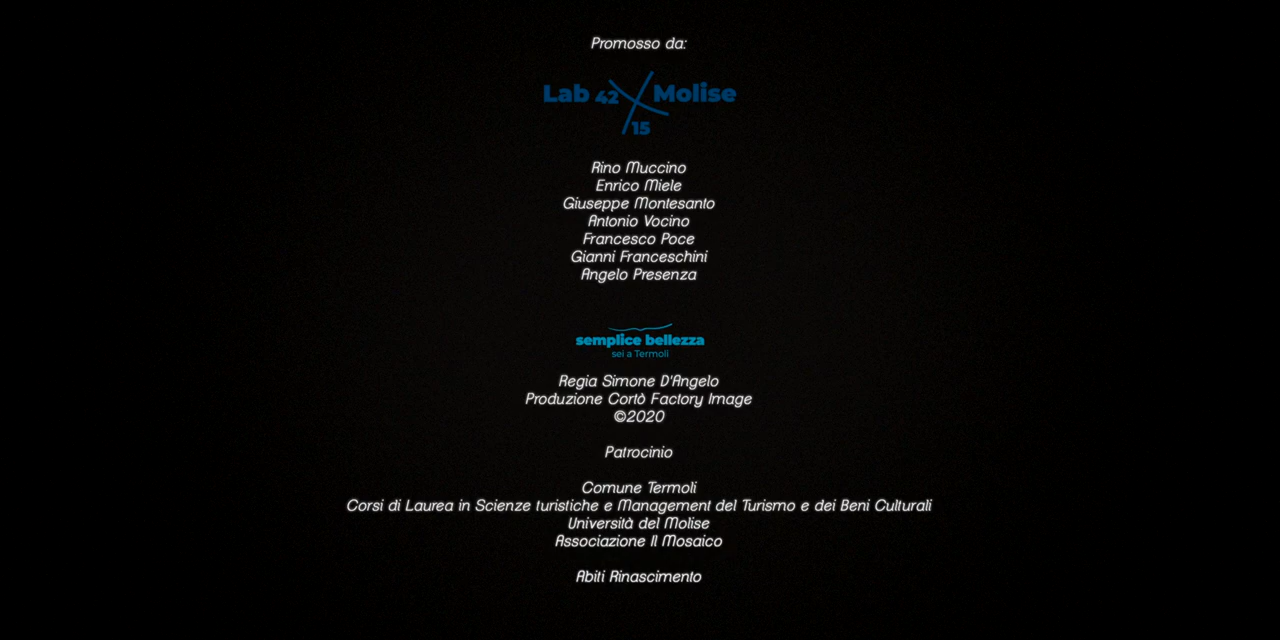 Promosso da:
Lab 42 Molise
15
Rino Muccino
Enrico Miele
Giuseppe Montesanto
Antonio Vocino
Francesco Poce
Gianni Franceschini
Angelo Presenza
semplice bellezza
sei a Termoli
Regia Simone D'Angelo
Produzione Cortò Factory Image
©2020
Patrocinio
Comune Termoli
Corsi di Laurea in Scienze turistiche e Management del Turismo e dei Beni Culturali
Università del Molise
Associazione Il Mosaico
Abiti Rinascimento